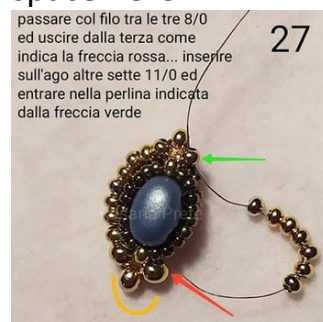 passare col filo tra le tre 8/0
ed uscire dalla terza come
indica la freccia rossa... inserire
sull'ago altre sette 11/0 ed
entrare nella perlina indicata
dalla freccia verde
27